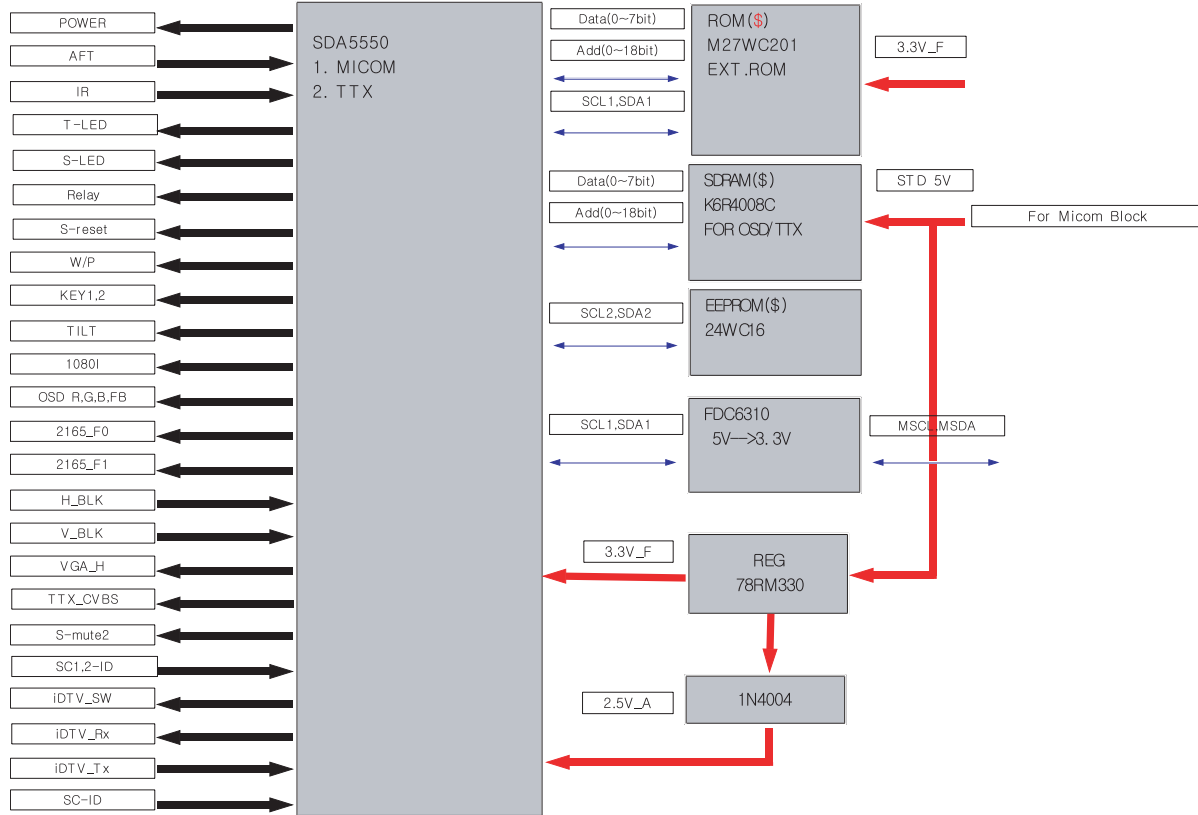 POWER
AFT
IR
T-LED
S-LED
Relay
S-reset
W/P
KEY1,2
TILT
1080I
OSD R,G,B,FB
2165_F0
2165_F1
H_BLK
V_BLK
VGA_H
TTX_CVBS
S-mute2
SC1,2-ID
iDTV_SW
iDTV_Rx
iDTV_Tx
SC-ID
SDA5550
1. MICOM
2. TTX
Data(0~7bit)
Add(0~18bit)
SCL1,SDA1
ROM($)
M27WC201
EXT.ROM
3.3V_F
Data(0~7bit)
Add(0~18bit)
SDRAM($)
K6R4008C
FOR OSD/TTX
STD 5V
For Micom Block
SCL2,SDA2
EEPROM($)
24WC16
SCL1,SDA1
FDC6310
5V-->3.3V
MSCL,MSDA
3.3V_F
REG
78RM330
2.5V_A
1N4004